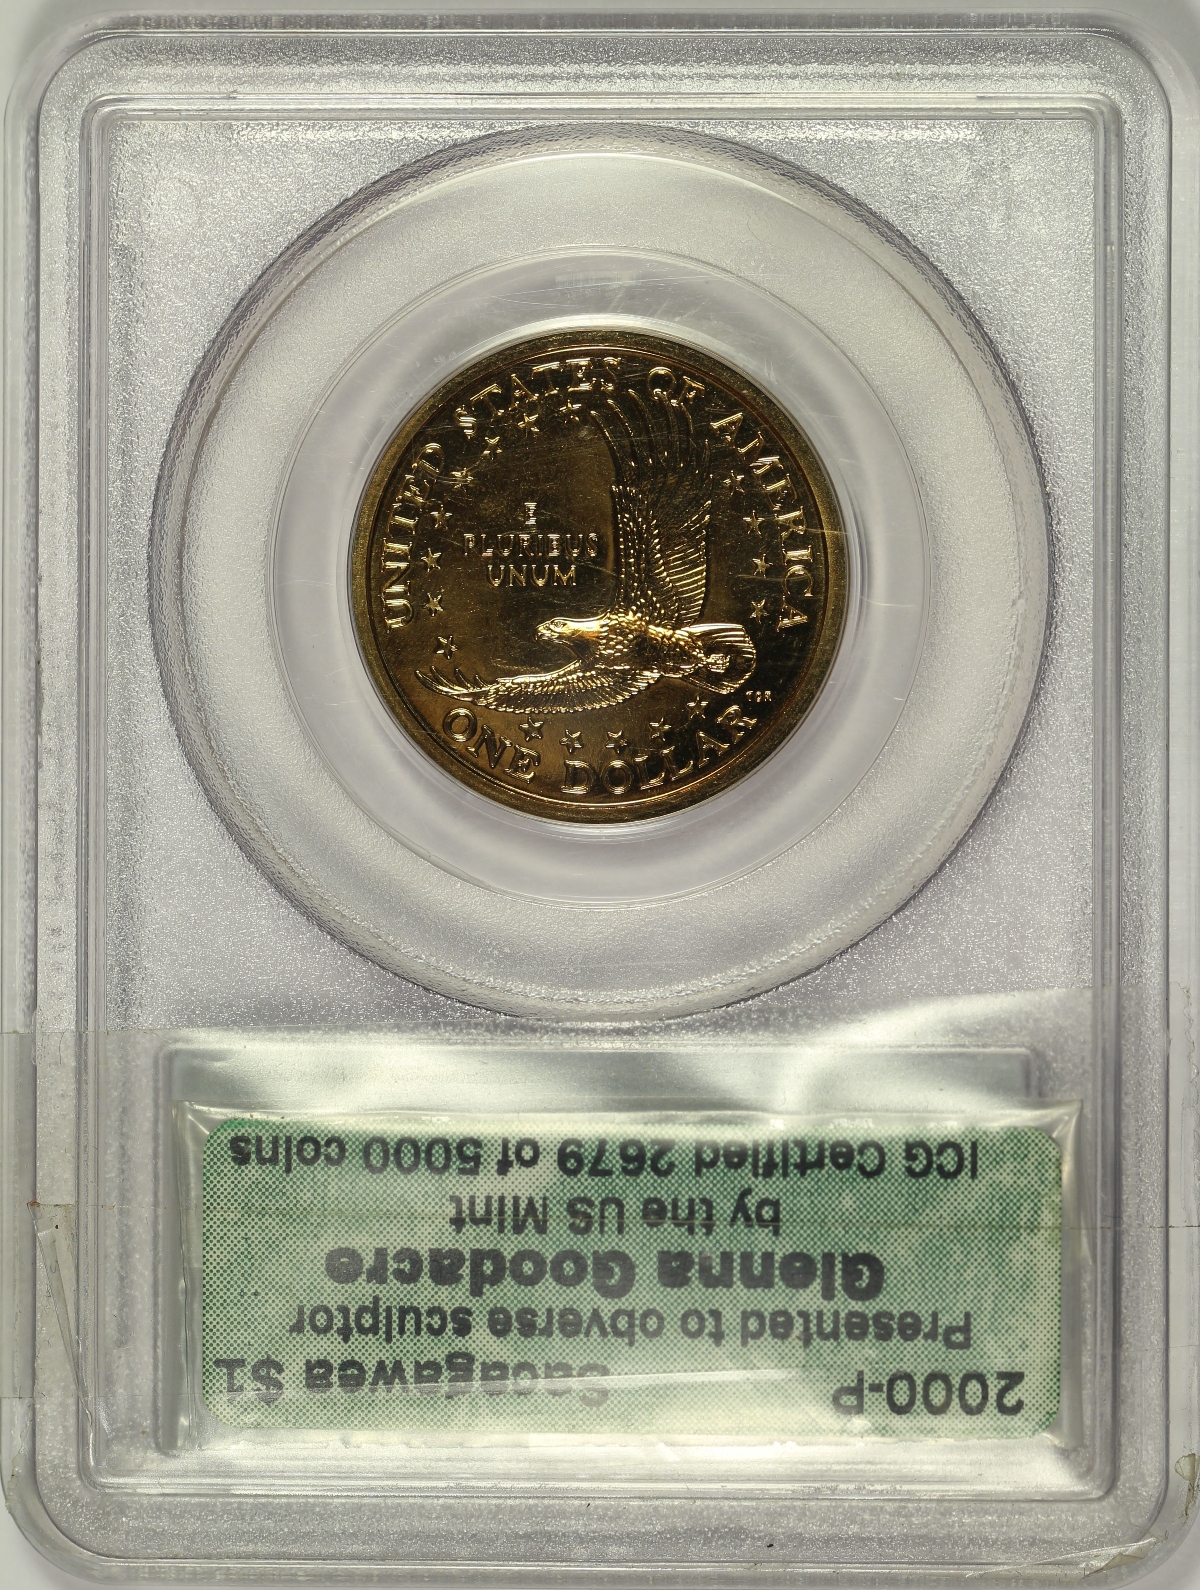 UNITED STATES OF AMERICA
E
PLURIBUS
UNUM
TDR
ONE DOLLAR
2000-P Sacagawea $1
Presented to obverse sculptor
Glenna Goodacre
by the US Mint
ICG Certified 2679 of 5000 coins